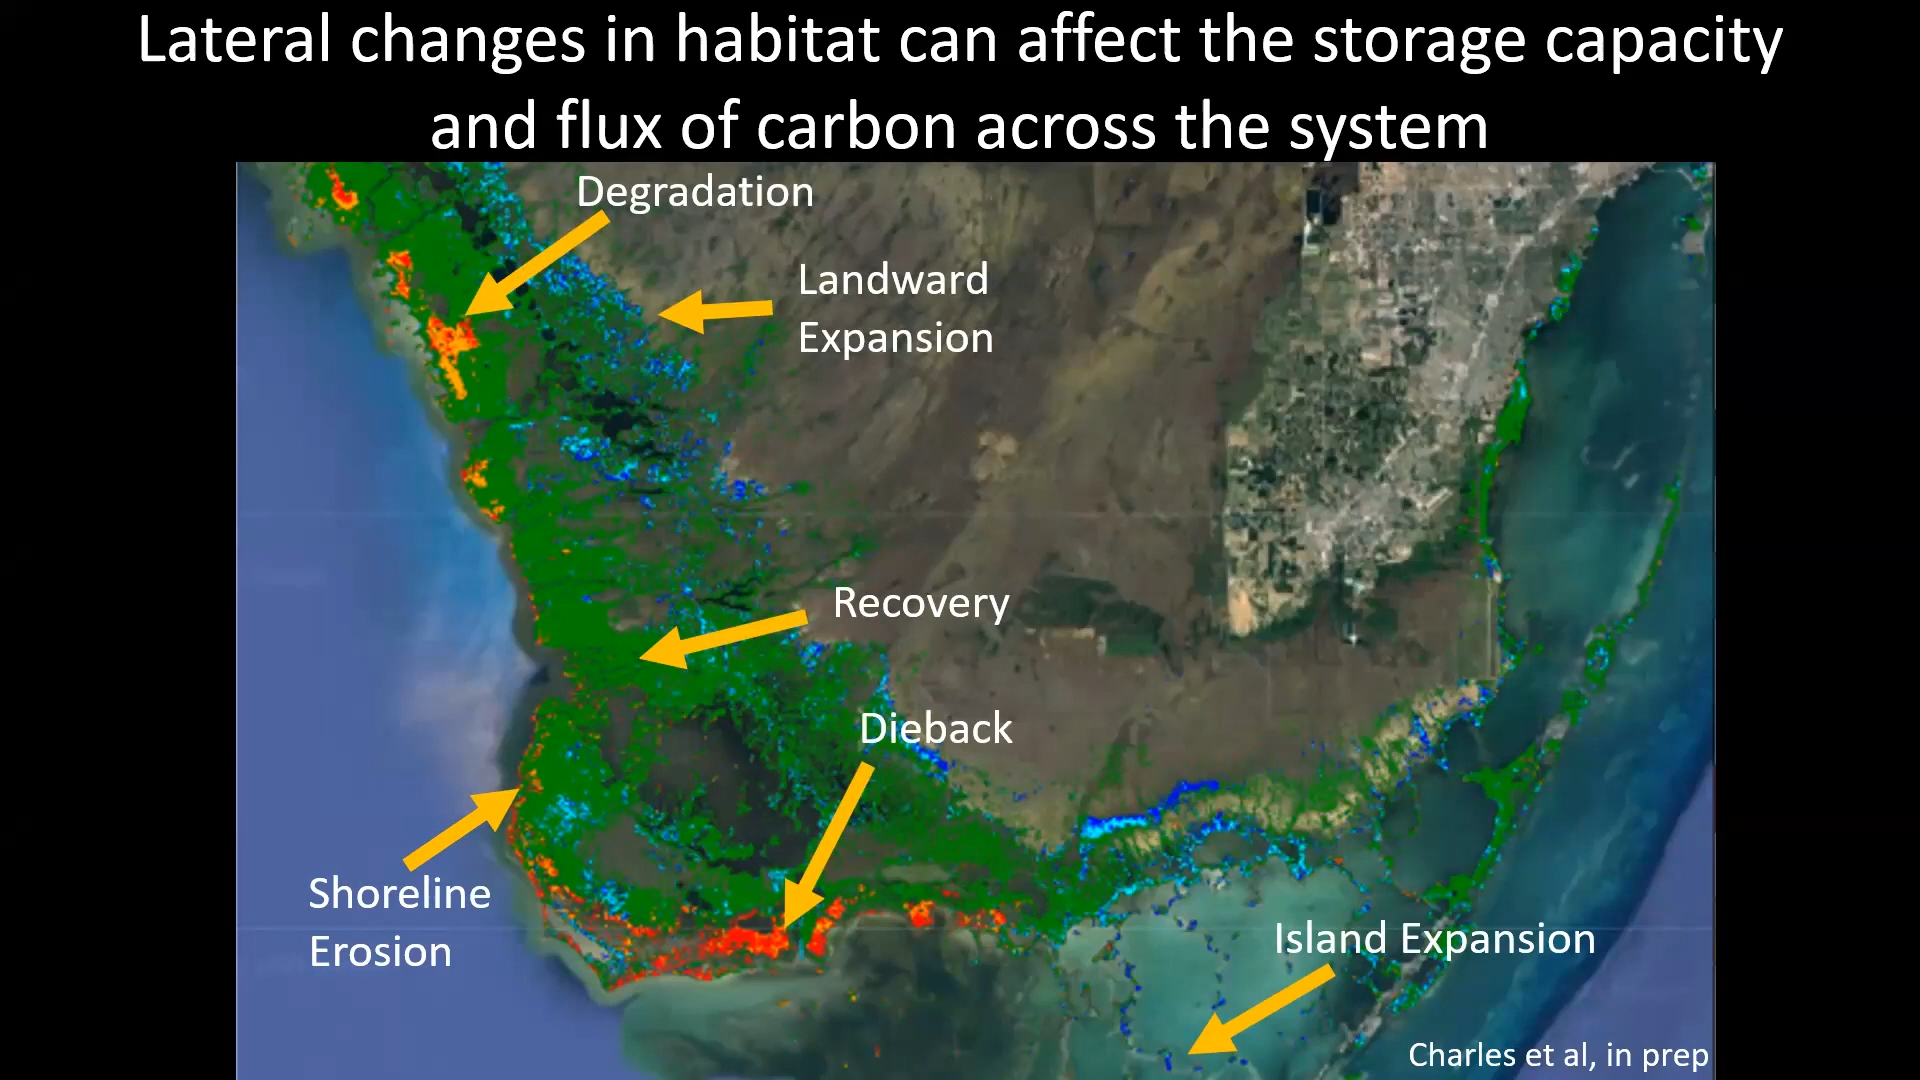 Lateral changes in habitat can affect the storage capacity
and flux of carbon across the system
Degradation
Landward
Expansion
Recovery
Dieback
Shoreline
Erosion
Island Expansion
Charles et al, in prep